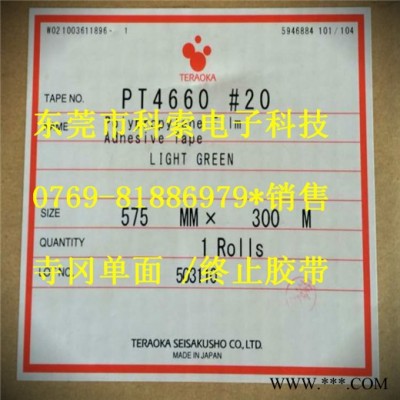 W021003611896- 1
5946884 101/104
TERAOKA
TAPE NO. PT4660 #20
东莞市科索电子科技
NAME
Adhesive Tape
LIGHT GREEN
0769-81886979*销售
SIZE 575 MM × 300 M
QUANTITY 1 Rolls
寺冈单面 /终止胶带
TERAOKA SEISAKUSHO CO., LTD.
MADE IN JAPAN
www.***.com